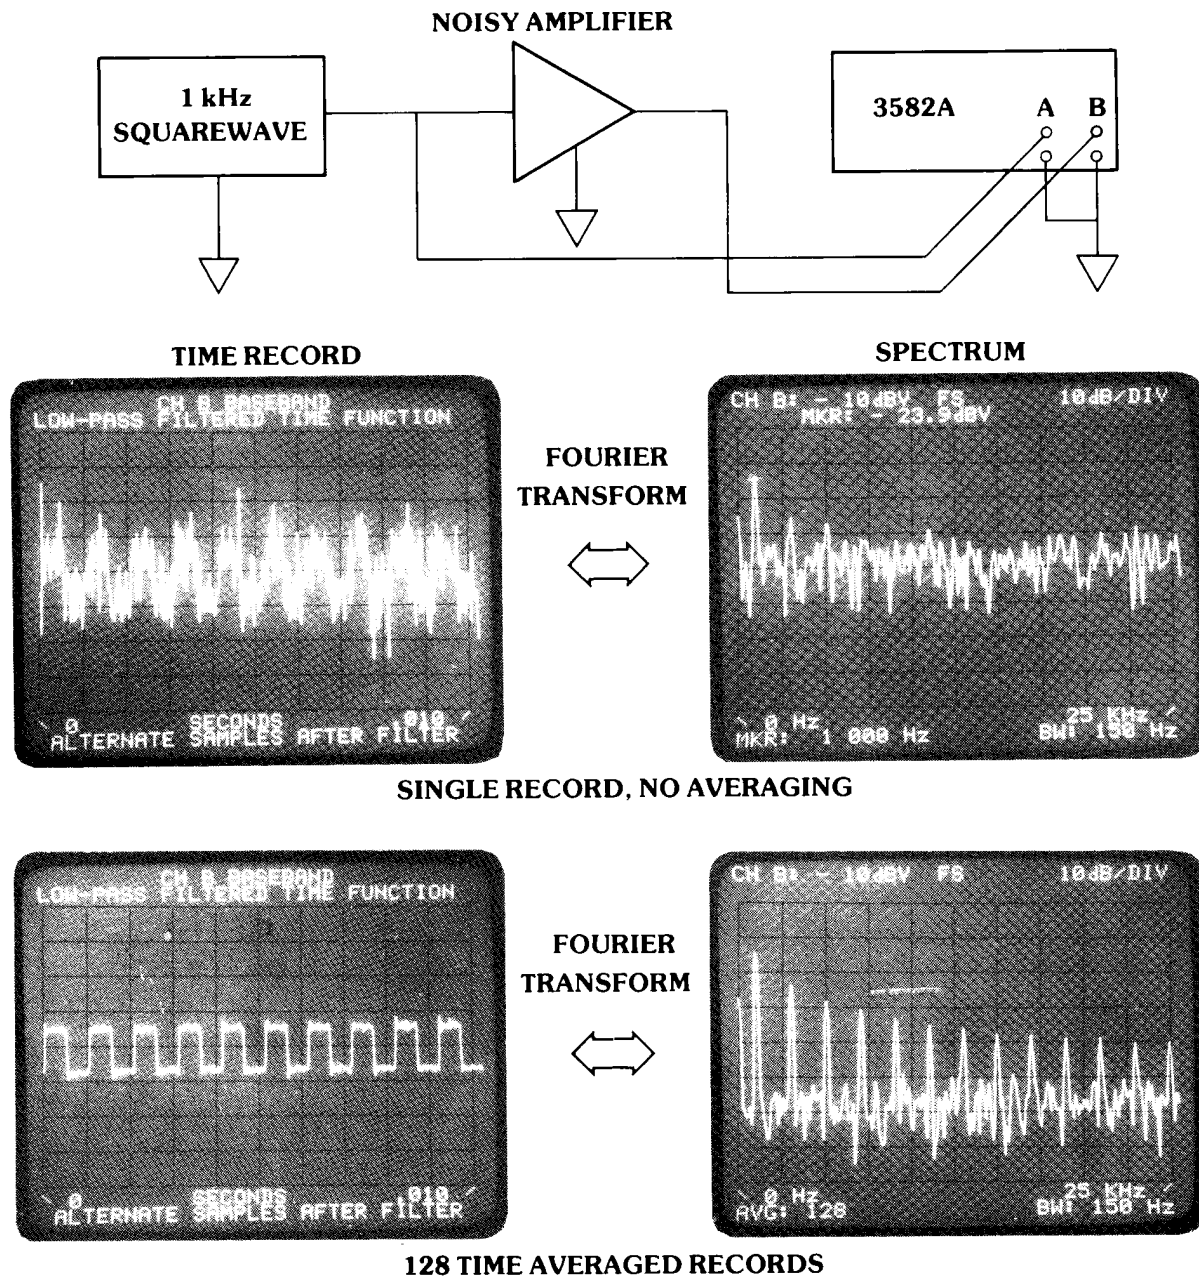 NOISY AMPLIFIER
1 kHz
SQUAREWAVE
3582A
A
B
TIME RECORD
SPECTRUM
CH B BASEBAND
LOW-PASS FILTERED TIME FUNCTION
0
SECONDS
.010
ALTERNATE SAMPLES AFTER FILTER
FOURIER
TRANSFORM
CH B: - 10dBV FS 10dB/DIV
MKR: - 23.9dBV
0 Hz 25 KHz
MKR: 1 000 Hz BW: 150 Hz
SINGLE RECORD, NO AVERAGING
CH B BASEBAND
LOW-PASS FILTERED TIME FUNCTION
0
SECONDS
.010
ALTERNATE SAMPLES AFTER FILTER
FOURIER
TRANSFORM
CH B: - 10dBV FS 10dB/DIV
0 Hz 25 KHz
AVG: 128 BW: 150 Hz
128 TIME AVERAGED RECORDS